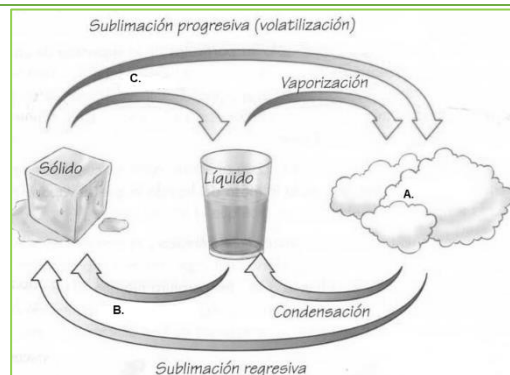 Sublimación progresiva (volatilización)
C.
Vaporización
Sólido
Líquido
A.
B.
Condensación
Sublimación regresiva